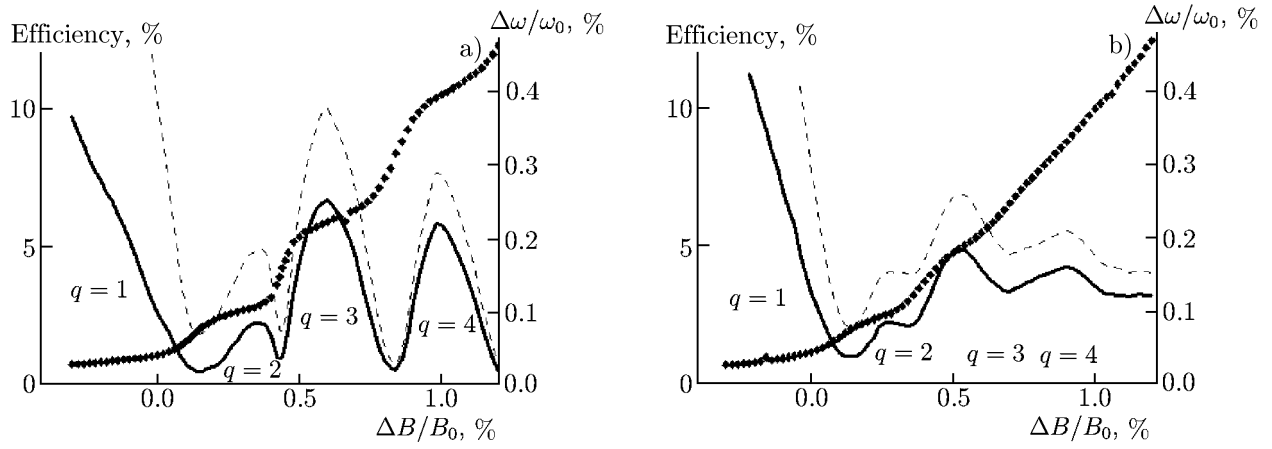 Efficiency, %
Δω/ω₀, %
a)
10
5
0
0.4
0.3
0.2
0.1
0.0
q = 1
q = 2
q = 3
q = 4
0.0 0.5 1.0
ΔB/B₀, %
Efficiency, %
Δω/ω₀, %
b)
10
5
0
0.4
0.3
0.2
0.1
0.0
q = 1
q = 2
q = 3
q = 4
0.0 0.5 1.0
ΔB/B₀, %